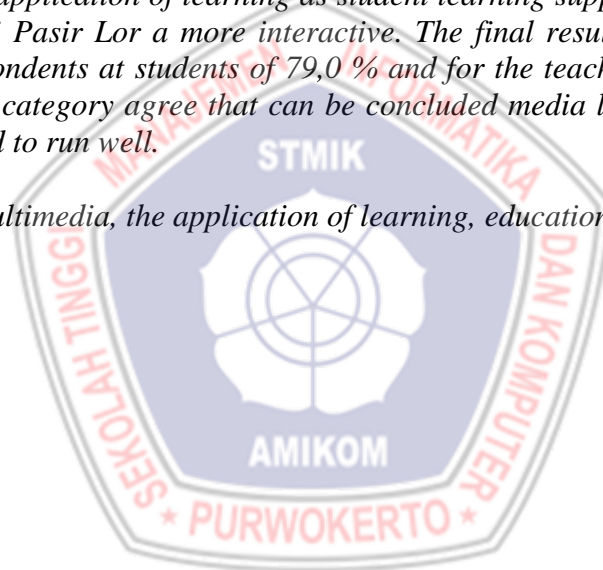 application of learning as student learning supp
Pasir Lor a more interactive. The final resul
ondents at students of 79,0 % and for the teach
category agree that can be concluded media l
d to run well.
ultimedia, the application of learning, education
SEKOLAH TINGGI MANAJEMEN INFORMATIKA DAN KOMPUTER
STMIK
AMIKOM
* PURWOKERTO *